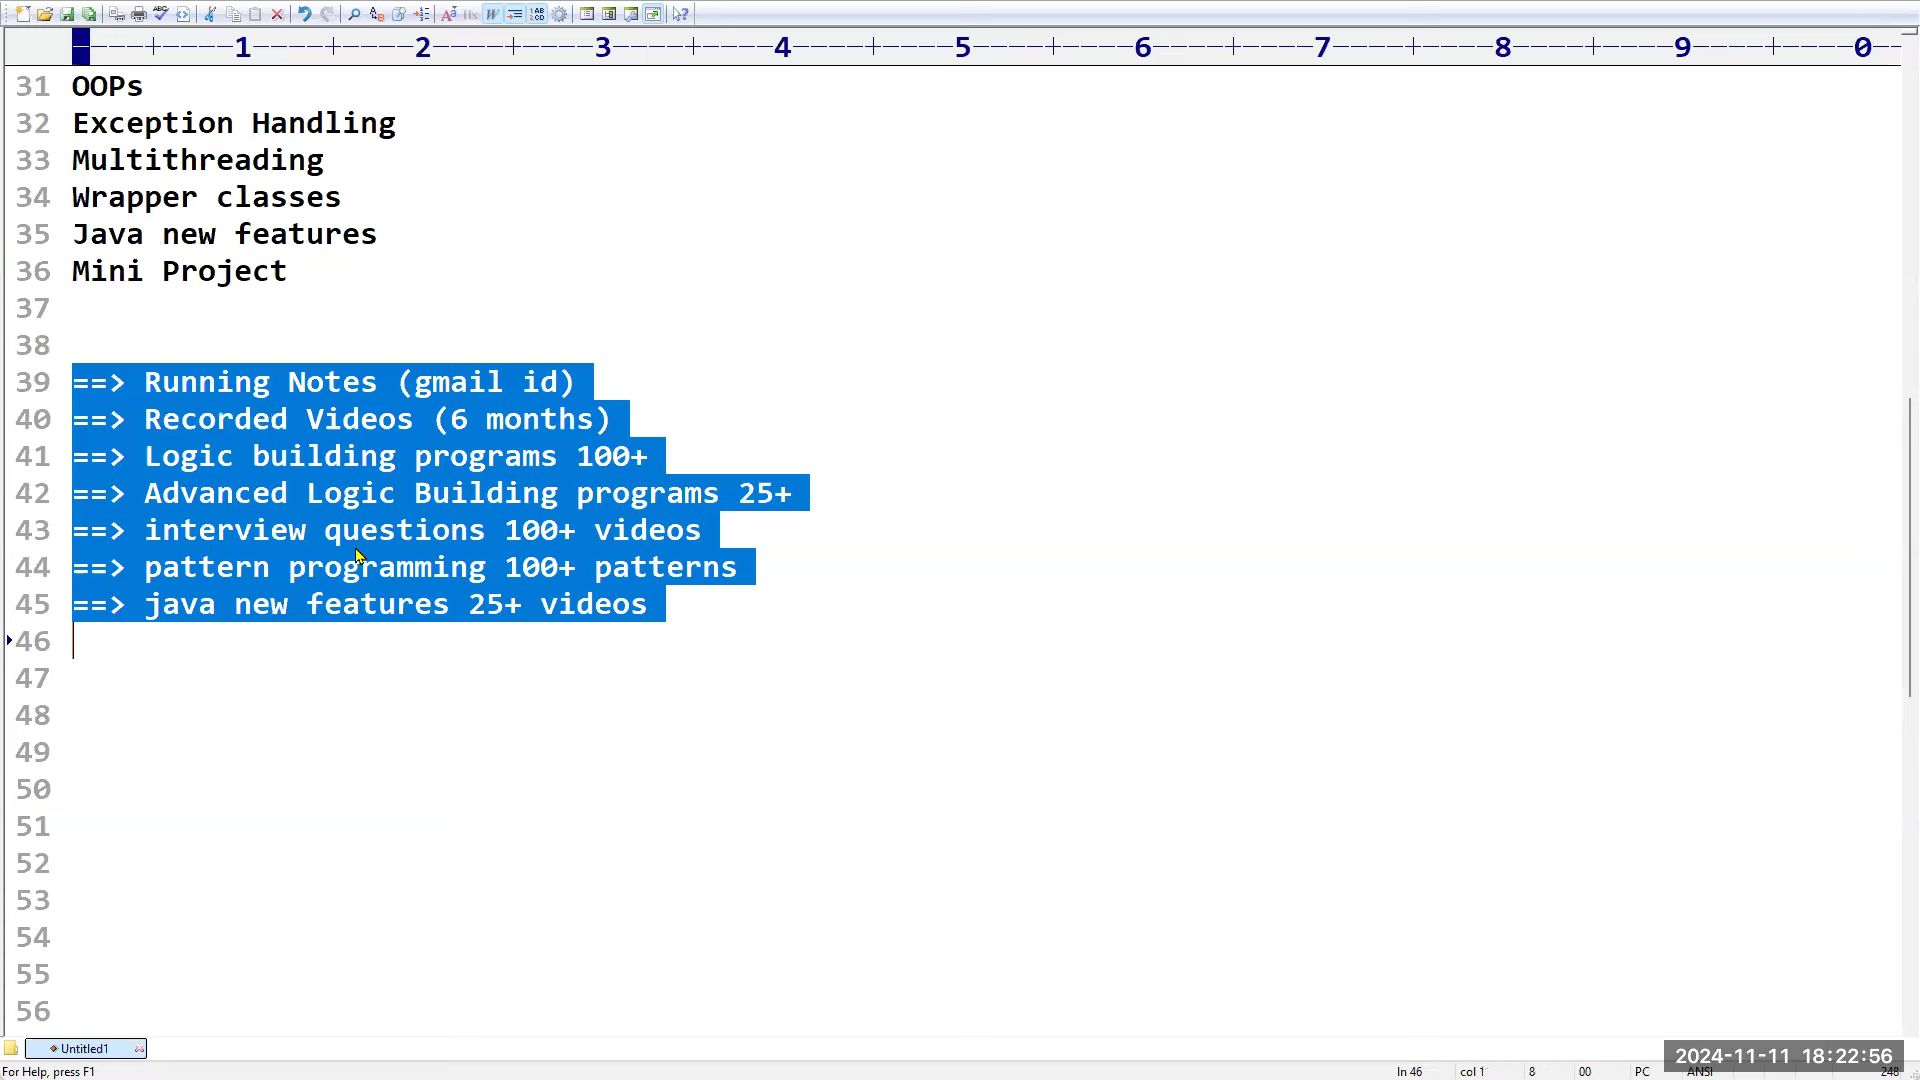 ----+----1----+----2----+----3----+----4----+----5----+----6----+----7----+----8----+----9----+----0--
31 OOPs
32 Exception Handling
33 Multithreading
34 Wrapper classes
35 Java new features
36 Mini Project
37
38
39 ==> Running Notes (gmail id)
40 ==> Recorded Videos (6 months)
41 ==> Logic building programs 100+
42 ==> Advanced Logic Building programs 25+
43 ==> interview questions 100+ videos
44 ==> pattern programming 100+ patterns
45 ==> java new features 25+ videos
46
47
48
49
50
51
52
53
54
55
56
Untitled1
2024-11-11 18:22:56
For Help, press F1 ln 46 col 1 8 00 PC ANSI 248